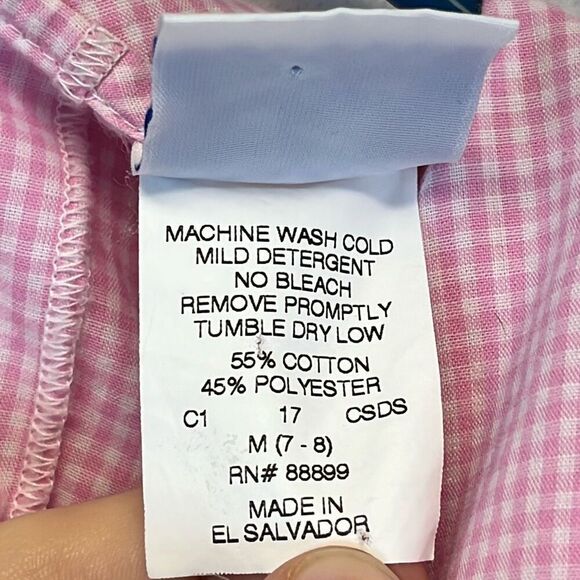 MACHINE WASH COLD
MILD DETERGENT
NO BLEACH
REMOVE PROMPTLY
TUMBLE DRY LOW
55% COTTON
45% POLYESTER
C1 17 CSDS
M (7 - 8)
RN# 88899
MADE IN
EL SALVADOR